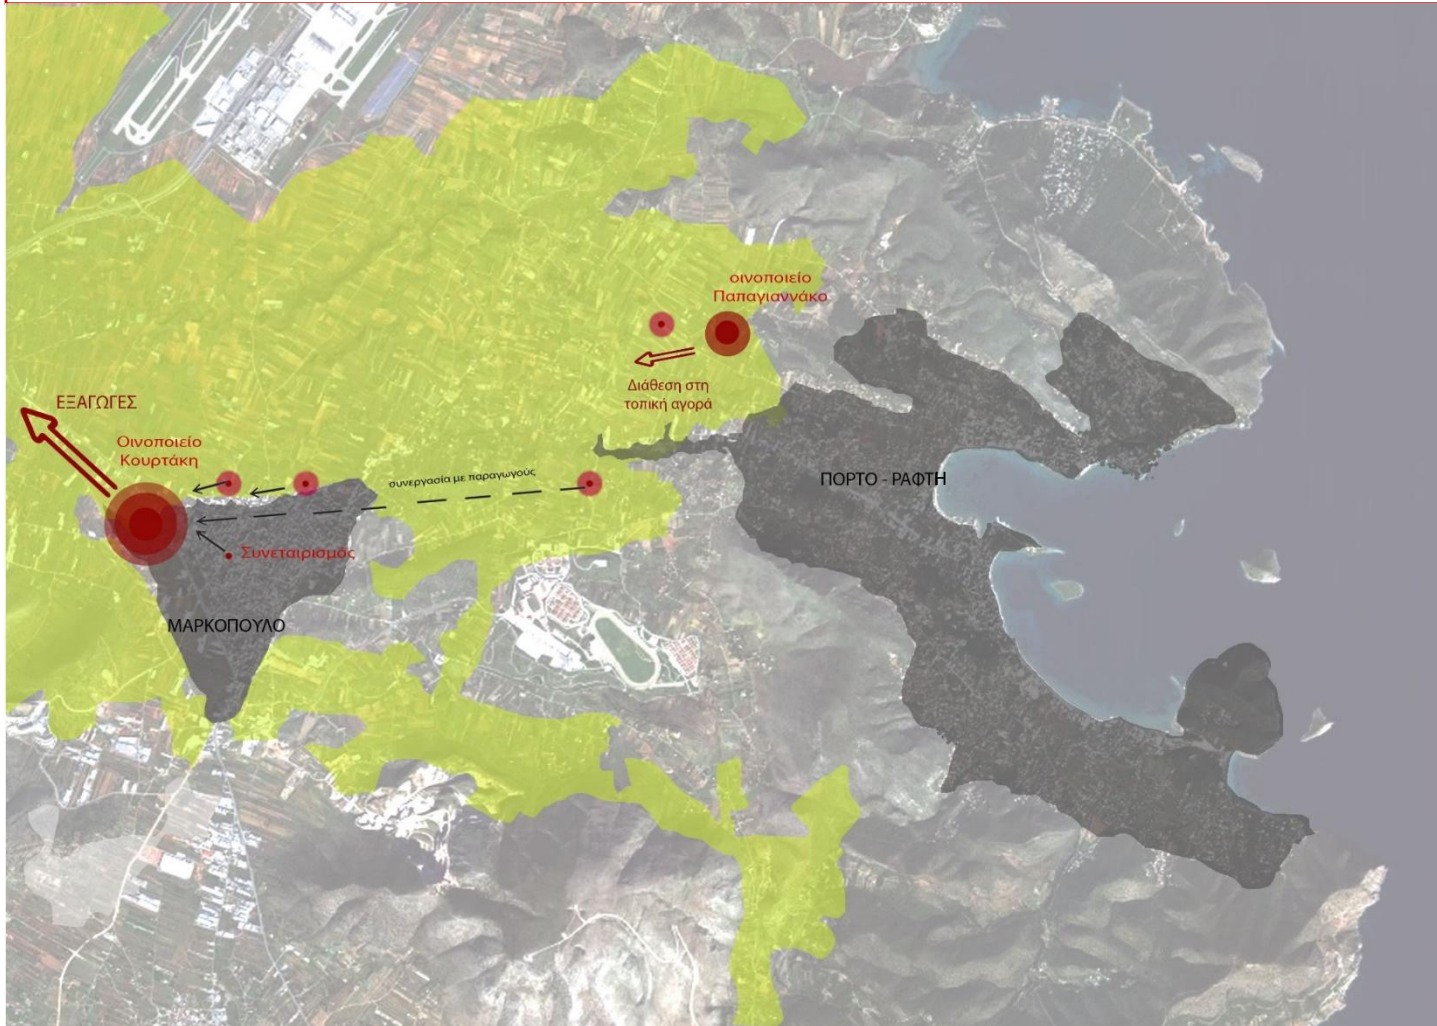 οινοποιείο
Παπαγιαννάκο
Διάθεση στη
τοπική αγορά
ΕΞΑΓΩΓΕΣ
Οινοποιείο
Κουρτάκη
συνεργασία με παραγωγούς
ΠΟΡΤΟ - ΡΑΦΤΗ
Συνεταιρισμός
ΜΑΡΚΟΠΟΥΛΟ